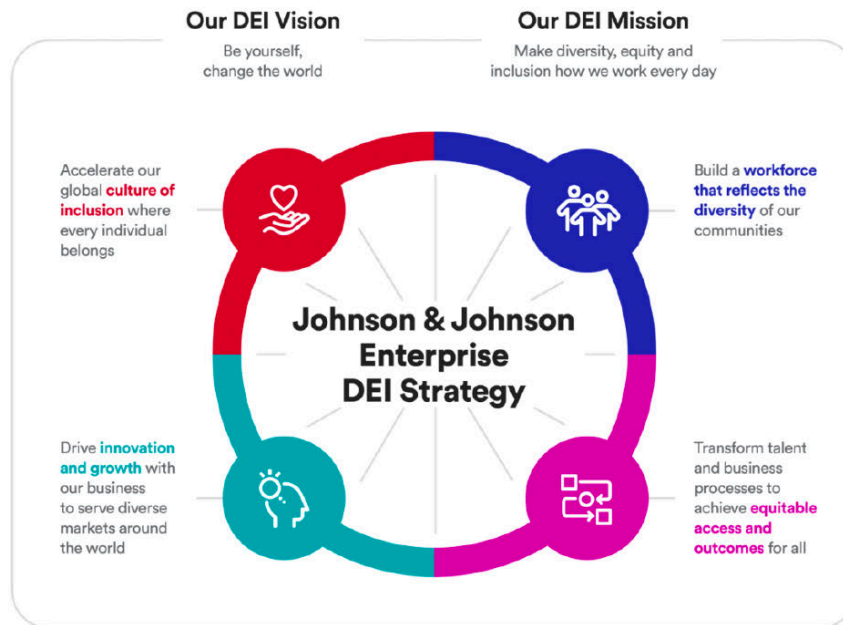 Our DEI Vision
Be yourself,
change the world
Our DEI Mission
Make diversity, equity and
inclusion how we work every day
Accelerate our
global culture of
inclusion where
every individual
belongs
Build a workforce
that reflects the
diversity of our
communities
Johnson & Johnson
Enterprise
DEI Strategy
Drive innovation
and growth with
our business
to serve diverse
markets around
the world
Transform talent
and business
processes to
achieve equitable
access and
outcomes for all